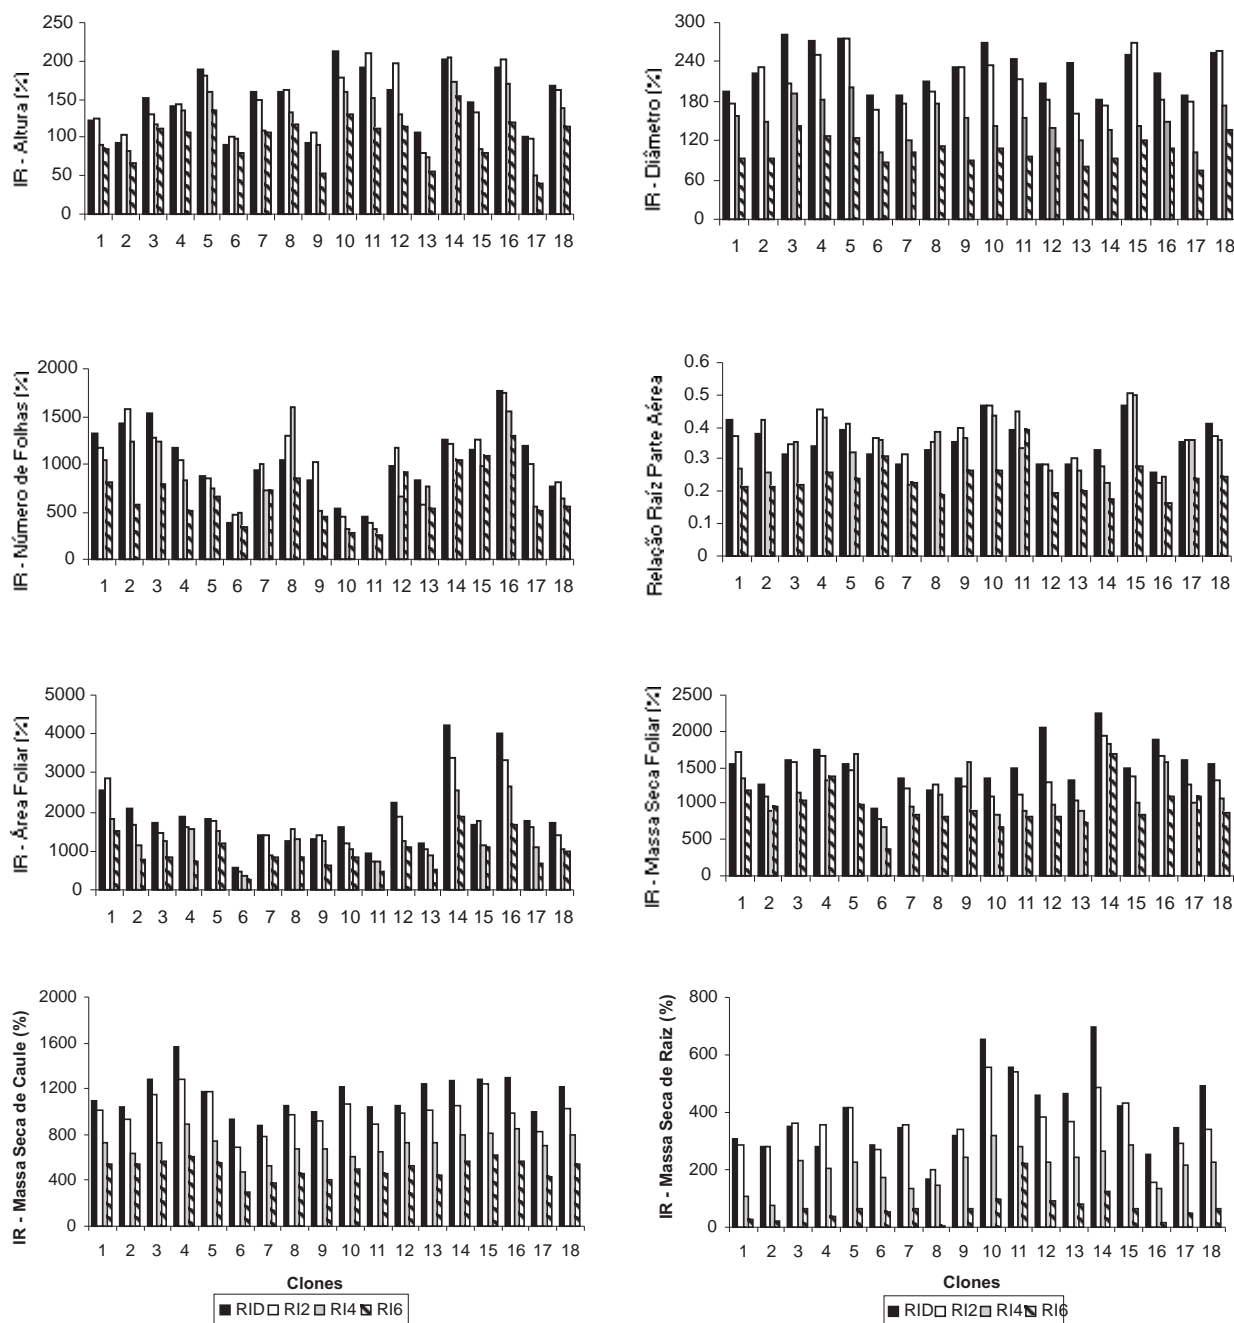 IR - Altura (%)
250
200
150
100
50
0
1 2 3 4 5 6 7 8 9 10 11 12 13 14 15 16 17 18
IR - Diâmetro (%)
300
240
180
120
60
0
1 2 3 4 5 6 7 8 9 10 11 12 13 14 15 16 17 18
IR - Número de Folhas (%)
2000
1500
1000
500
0
1 2 3 4 5 6 7 8 9 10 11 12 13 14 15 16 17 18
Relação Raíz Parte Aérea
0.6
0.5
0.4
0.3
0.2
0.1
0
1 2 3 4 5 6 7 8 9 10 11 12 13 14 15 16 17 18
IR - Área Foliar (%)
5000
4000
3000
2000
1000
0
1 2 3 4 5 6 7 8 9 10 11 12 13 14 15 16 17 18
IR - Massa Seca Foliar (%)
2500
2000
1500
1000
500
0
1 2 3 4 5 6 7 8 9 10 11 12 13 14 15 16 17 18
IR - Massa Seca de Caule (%)
2000
1600
1200
800
400
0
1 2 3 4 5 6 7 8 9 10 11 12 13 14 15 16 17 18
Clones
RID RI2 RI4 RI6
IR - Massa Seca de Raiz (%)
800
600
400
200
0
1 2 3 4 5 6 7 8 9 10 11 12 13 14 15 16 17 18
Clones
RID RI2 RI4 RI6